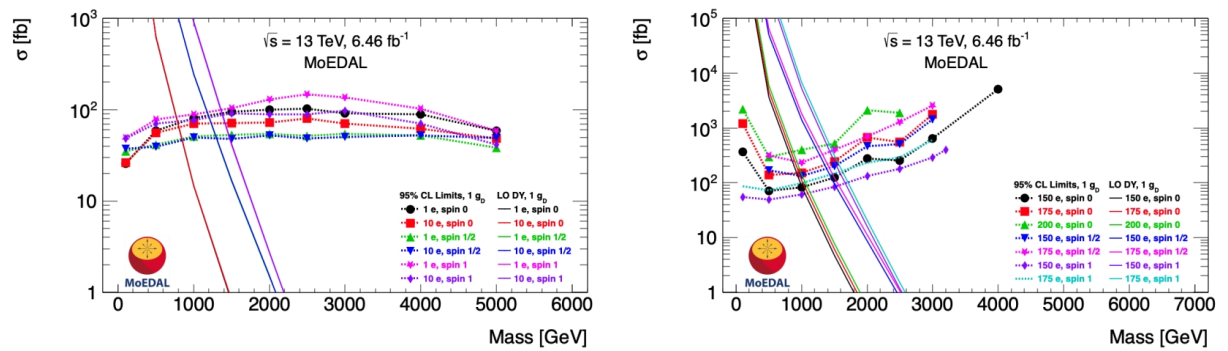 σ [fb]
10³
10²
10
1
√s = 13 TeV, 6.46 fb⁻¹
MoEDAL
95% CL Limits, 1 g_D LO DY, 1 g_D
1 e, spin 0 1 e, spin 0
10 e, spin 0 10 e, spin 0
1 e, spin 1/2 1 e, spin 1/2
10 e, spin 1/2 10 e, spin 1/2
1 e, spin 1 1 e, spin 1
10 e, spin 1 10 e, spin 1
MoEDAL
0 1000 2000 3000 4000 5000 6000
Mass [GeV]
σ [fb]
10⁵
10⁴
10³
10²
10
1
√s = 13 TeV, 6.46 fb⁻¹
MoEDAL
95% CL Limits, 1 g_D LO DY, 1 g_D
150 e, spin 0 150 e, spin 0
175 e, spin 0 175 e, spin 0
200 e, spin 0 200 e, spin 0
150 e, spin 1/2 150 e, spin 1/2
175 e, spin 1/2 175 e, spin 1/2
150 e, spin 1 150 e, spin 1
175 e, spin 1 175 e, spin 1
MoEDAL
0 1000 2000 3000 4000 5000 6000 7000
Mass [GeV]